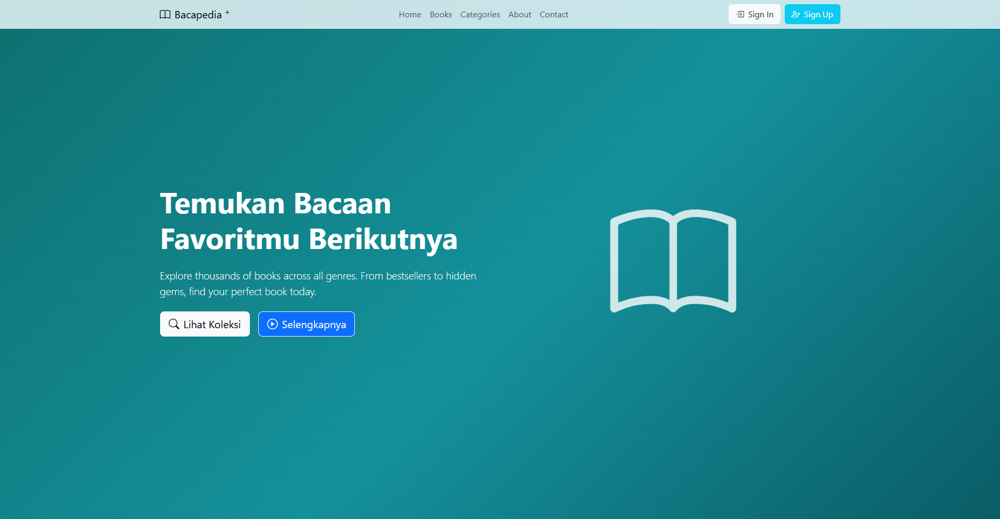 Bacapedia +
Home Books Categories About Contact
Sign In Sign Up
Temukan Bacaan
Favoritmu Berikutnya
Explore thousands of books across all genres. From bestsellers to hidden
gems, find your perfect book today.
Lihat Koleksi Selengkapnya